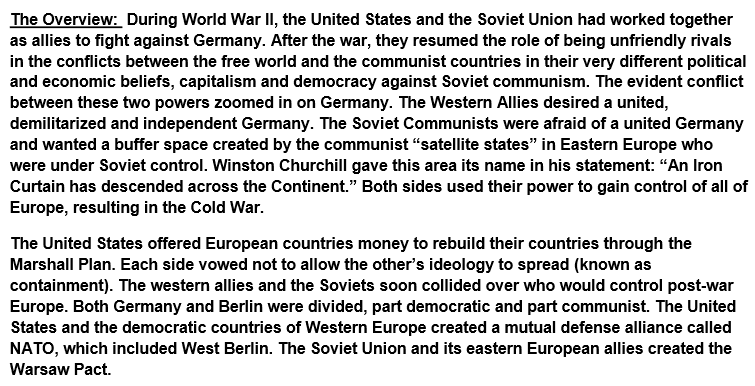 The Overview: During World War II, the United States and the Soviet Union had worked together
as allies to fight against Germany. After the war, they resumed the role of being unfriendly rivals
in the conflicts between the free world and the communist countries in their very different political
and economic beliefs, capitalism and democracy against Soviet communism. The evident conflict
between these two powers zoomed in on Germany. The Western Allies desired a united,
demilitarized and independent Germany. The Soviet Communists were afraid of a united Germany
and wanted a buffer space created by the communist “satellite states” in Eastern Europe who
were under Soviet control. Winston Churchill gave this area its name in his statement: “An Iron
Curtain has descended across the Continent.” Both sides used their power to gain control of all of
Europe, resulting in the Cold War.
The United States offered European countries money to rebuild their countries through the
Marshall Plan. Each side vowed not to allow the other’s ideology to spread (known as
containment). The western allies and the Soviets soon collided over who would control post-war
Europe. Both Germany and Berlin were divided, part democratic and part communist. The United
States and the democratic countries of Western Europe created a mutual defense alliance called
NATO, which included West Berlin. The Soviet Union and its eastern European allies created the
Warsaw Pact.